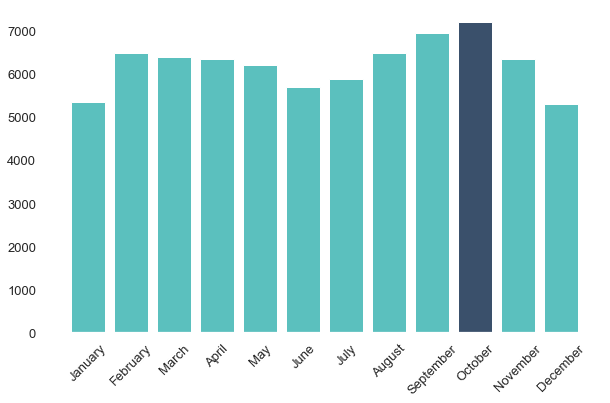 7000
6000
5000
4000
3000
2000
1000
0
January
February
March
April
May
June
July
August
September
October
November
December